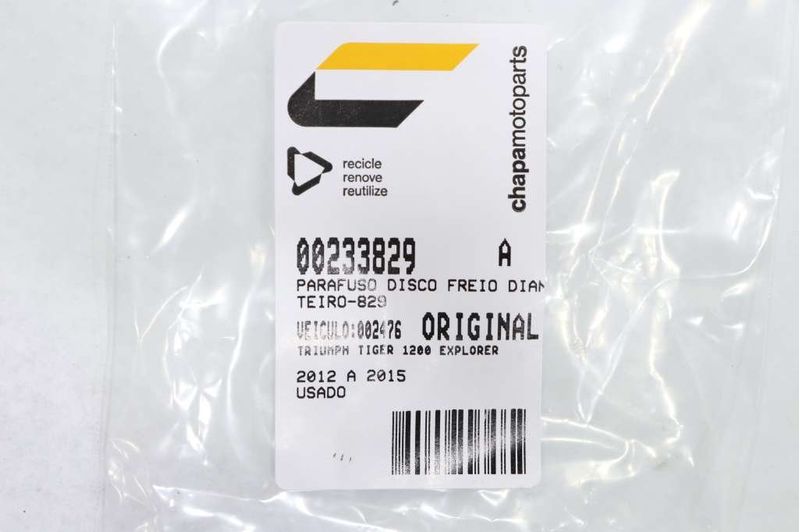 chapamotoparts
recicle
renove
reutilize
00233829 A
PARAFUSO DISCO FREIO DIAN
TEIRO-829
VEICULO:002476 ORIGINAL
TRIUMPH TIGER 1200 EXPLORER
2012 A 2015
USADO